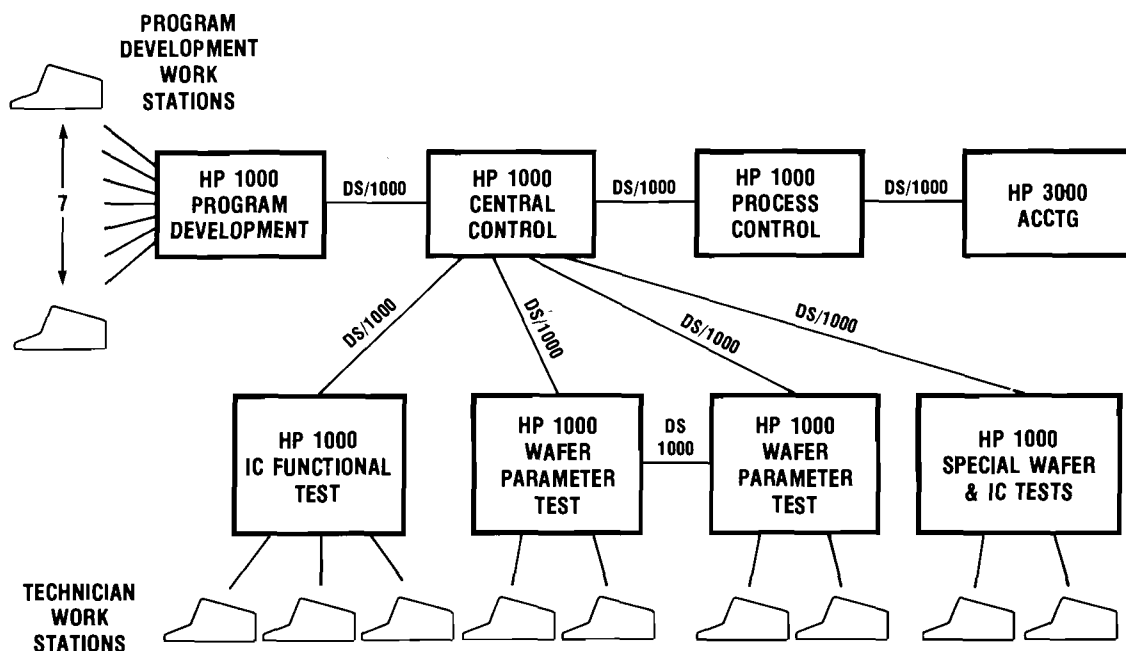 PROGRAM
DEVELOPMENT
WORK
STATIONS
7
HP 1000
PROGRAM
DEVELOPMENT
DS/1000
HP 1000
CENTRAL
CONTROL
DS/1000
HP 1000
PROCESS
CONTROL
DS/1000
HP 3000
ACCTG
DS/1000
DS/1000
DS/1000
DS/1000
HP 1000
IC FUNCTIONAL
TEST
HP 1000
WAFER
PARAMETER
TEST
DS
1000
HP 1000
WAFER
PARAMETER
TEST
HP 1000
SPECIAL WAFER
& IC TESTS
TECHNICIAN
WORK
STATIONS